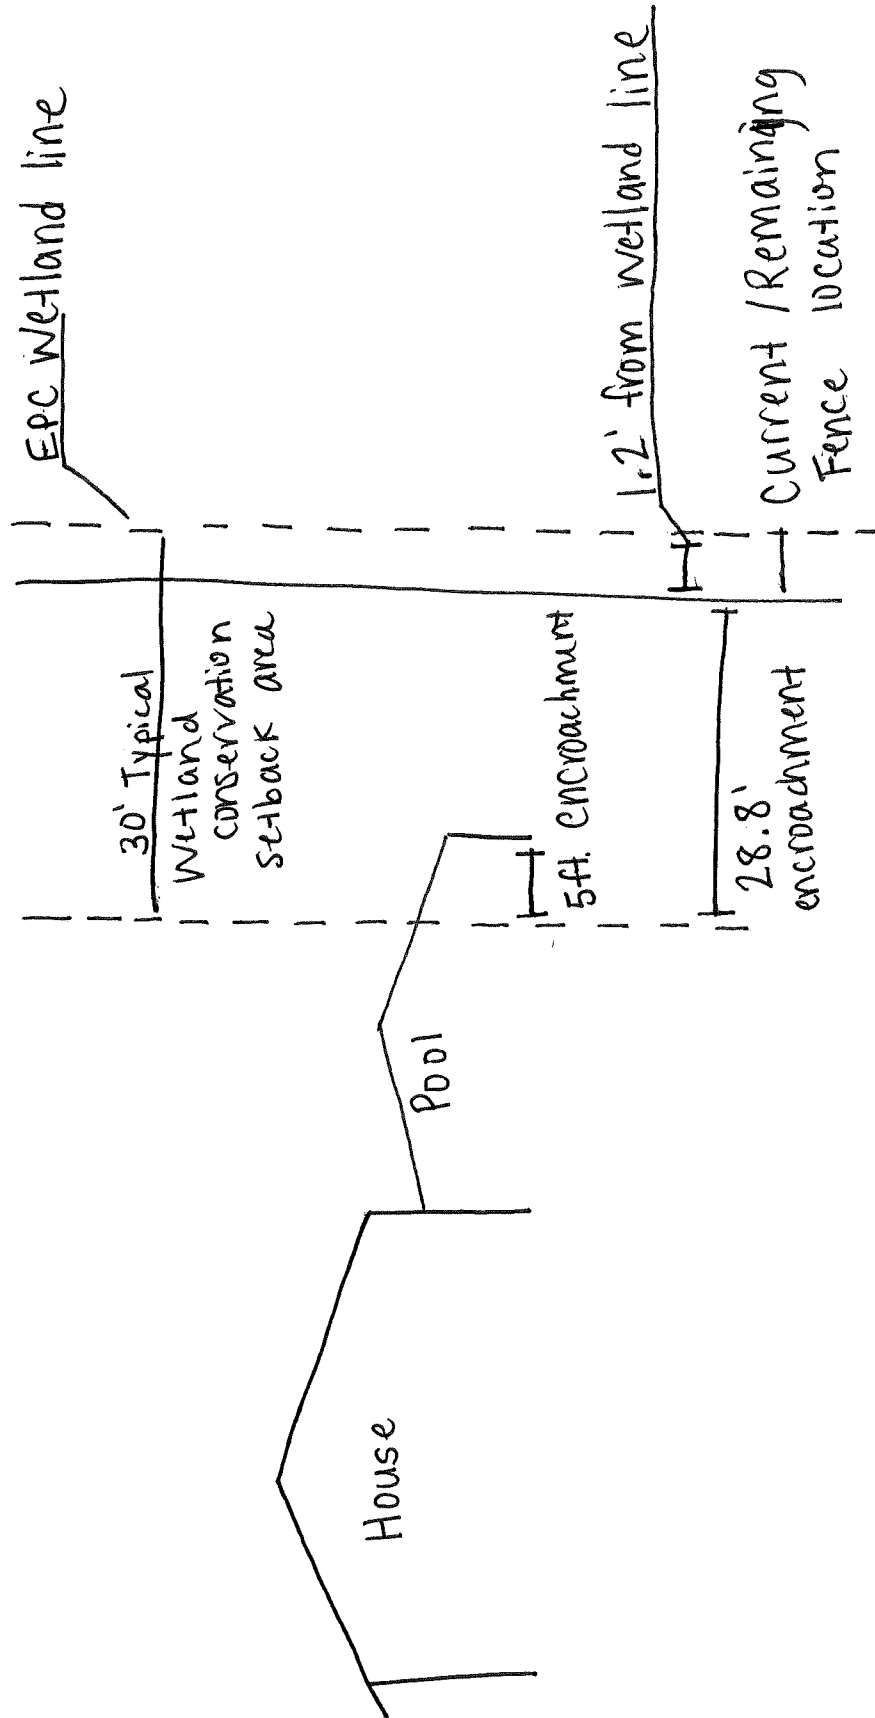 EPC Wetland line
30' Typical
Wetland
conservation
setback area
House
Pool
5ft. encroachment
28.8'
encroachment
1.2' from wetland line
Current / Remaining
Fence location